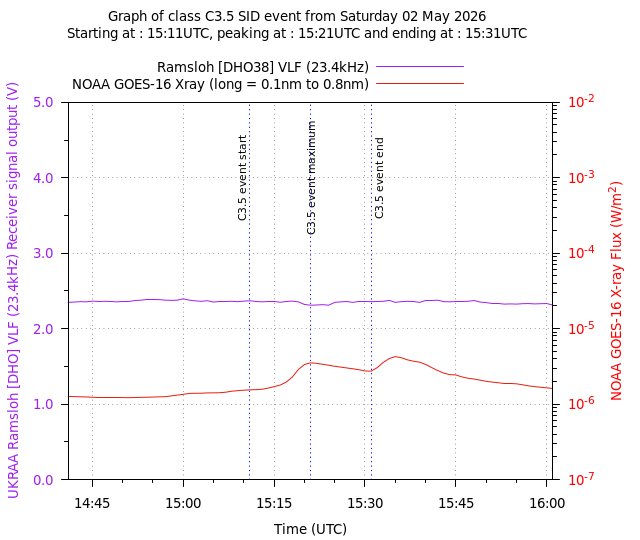 Graph of class C3.5 SID event from Saturday 02 May 2026
Starting at : 15:11UTC, peaking at : 15:21UTC and ending at : 15:31UTC
Ramsloh [DHO38] VLF (23.4kHz)
NOAA GOES-16 Xray (long = 0.1nm to 0.8nm)
UKRAA Ramsloh [DHO] VLF (23.4kHz) Receiver signal output (V)
5.0
4.0
3.0
2.0
1.0
0.0
C3.5 event start
C3.5 event maximum
C3.5 event end
10-2
10-3
10-4
10-5
10-6
10-7
NOAA GOES-16 X-ray Flux (W/m2)
14:45 15:00 15:15 15:30 15:45 16:00
Time (UTC)